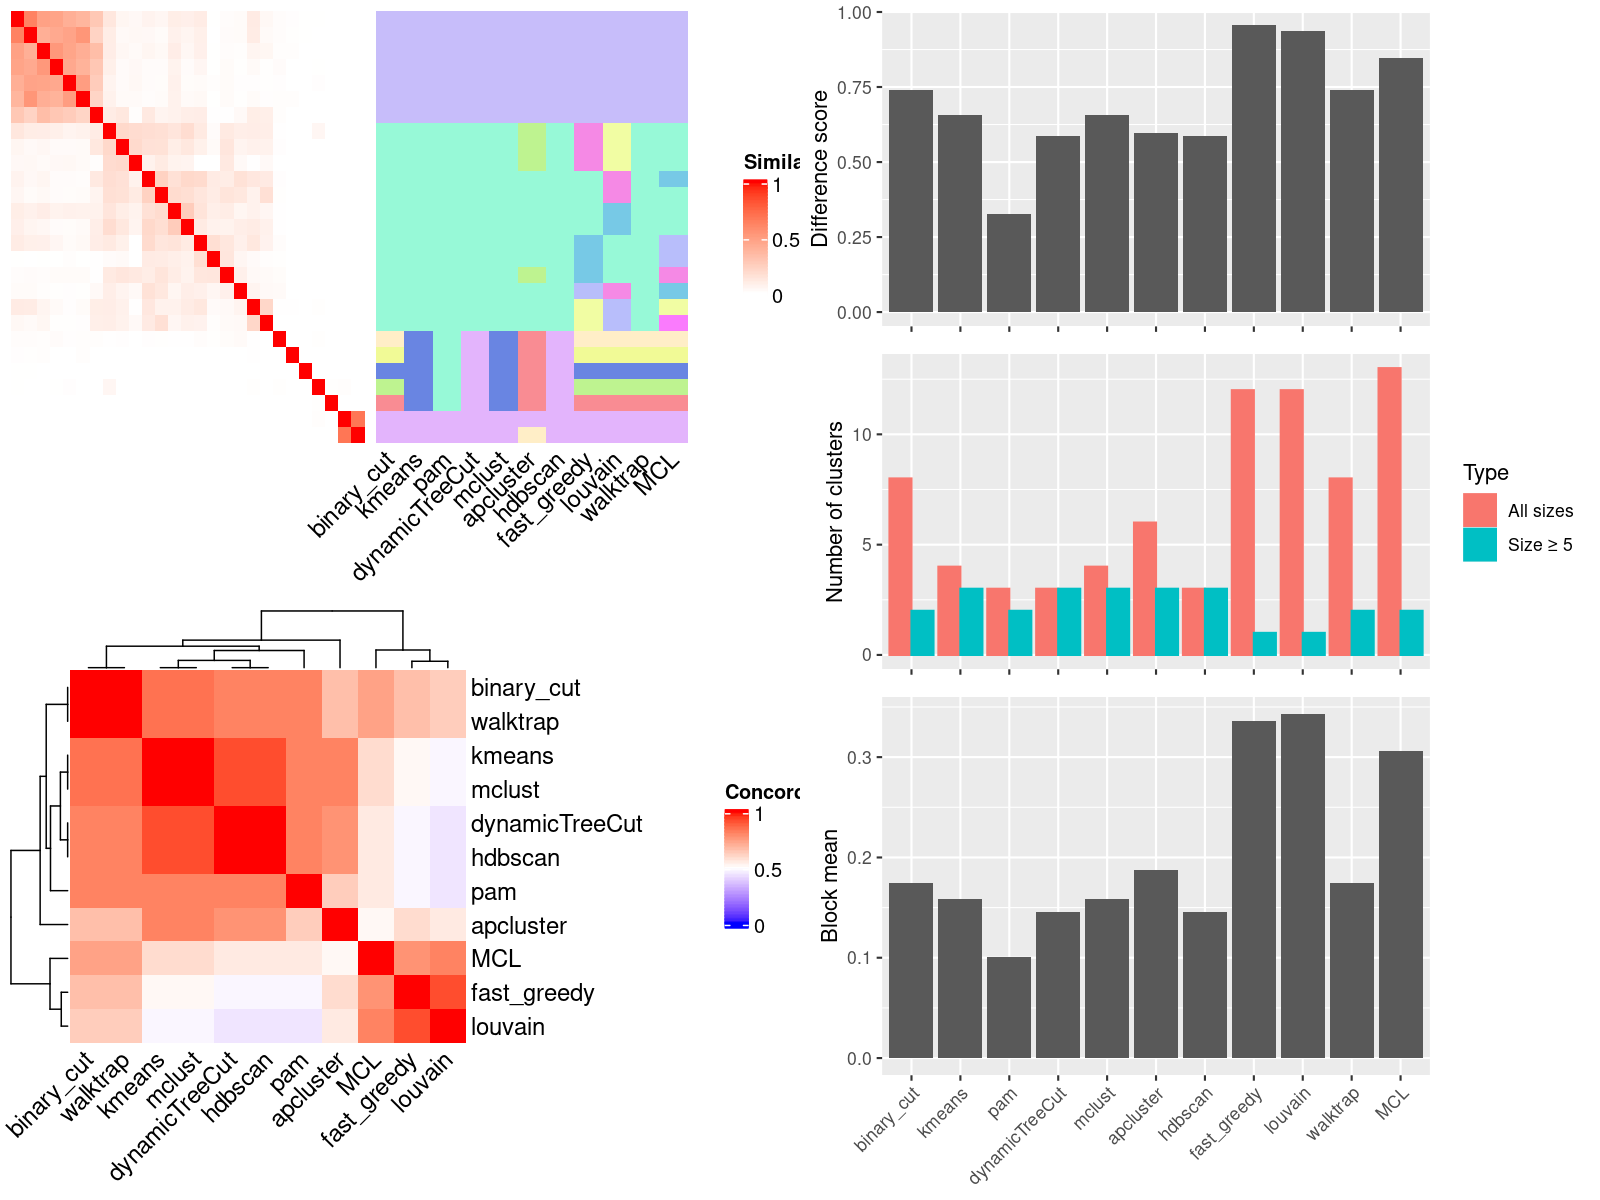 Simila
1
0.5
0
binary_cut
kmeans
pam
dynamicTreeCut
mclust
apcluster
hdbscan
fast_greedy
louvain
walktrap
MCL
binary_cut
walktrap
kmeans
mclust
dynamicTreeCut
hdbscan
pam
apcluster
MCL
fast_greedy
louvain
binary_cut
walktrap
kmeans
mclust
dynamicTreeCut
hdbscan
pam
apcluster
MCL
fast_greedy
louvain
Concord
1
0.5
0
Difference score
1.00
0.75
0.50
0.25
0.00
Number of clusters
10
5
0
Type
All sizes
Size ≥ 5
Block mean
0.3
0.2
0.1
0.0
binary_cut
kmeans
pam
dynamicTreeCut
mclust
apcluster
hdbscan
fast_greedy
louvain
walktrap
MCL